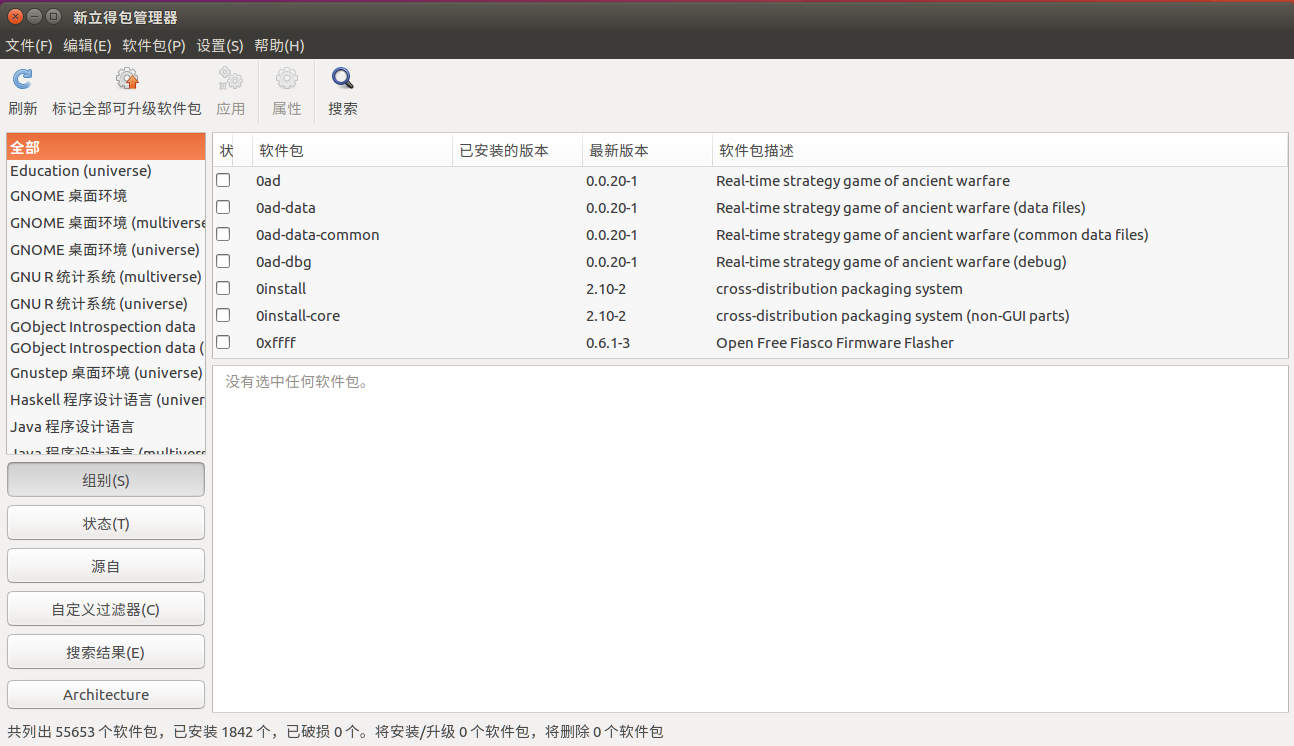 新立得包管理器
文件(F) 编辑(E) 软件包(P) 设置(S) 帮助(H)
刷新 标记全部可升级软件包 应用 属性 搜索
全部
Education (universe)
GNOME 桌面环境
GNOME 桌面环境 (multiverse
GNOME 桌面环境 (universe)
GNU R 统计系统 (multiverse)
GNU R 统计系统 (universe)
GObject Introspection data
GObject Introspection data (
Gnustep 桌面环境 (universe)
Haskell 程序设计语言 (univer
Java 程序设计语言
Java 程序设计语言 (multivers
组别(S)
状态(T)
源自
自定义过滤器(C)
搜索结果(E)
Architecture
状 软件包 已安装的版本 最新版本 软件包描述
0ad 0.0.20-1 Real-time strategy game of ancient warfare
0ad-data 0.0.20-1 Real-time strategy game of ancient warfare (data files)
0ad-data-common 0.0.20-1 Real-time strategy game of ancient warfare (common data files)
0ad-dbg 0.0.20-1 Real-time strategy game of ancient warfare (debug)
0install 2.10-2 cross-distribution packaging system
0install-core 2.10-2 cross-distribution packaging system (non-GUI parts)
0xffff 0.6.1-3 Open Free Fiasco Firmware Flasher
没有选中任何软件包。
共列出 55653 个软件包，已安装 1842 个，已破损 0 个。将安装/升级 0 个软件包，将删除 0 个软件包